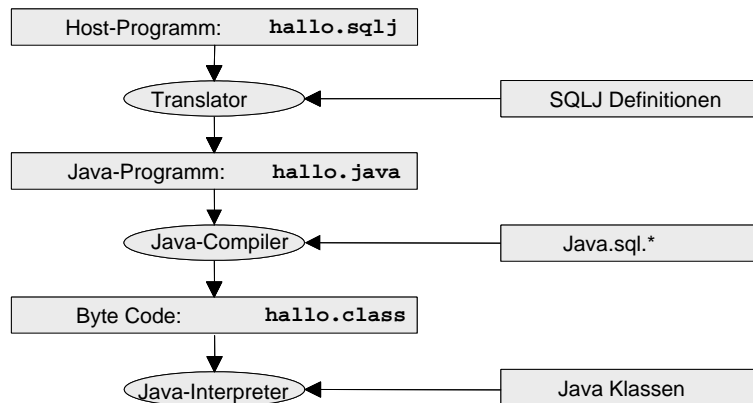 Host-Programm: hallo.sqlj
Translator
SQLJ Definitionen
Java-Programm: hallo.java
Java-Compiler
Java.sql.*
Byte Code: hallo.class
Java-Interpreter
Java Klassen